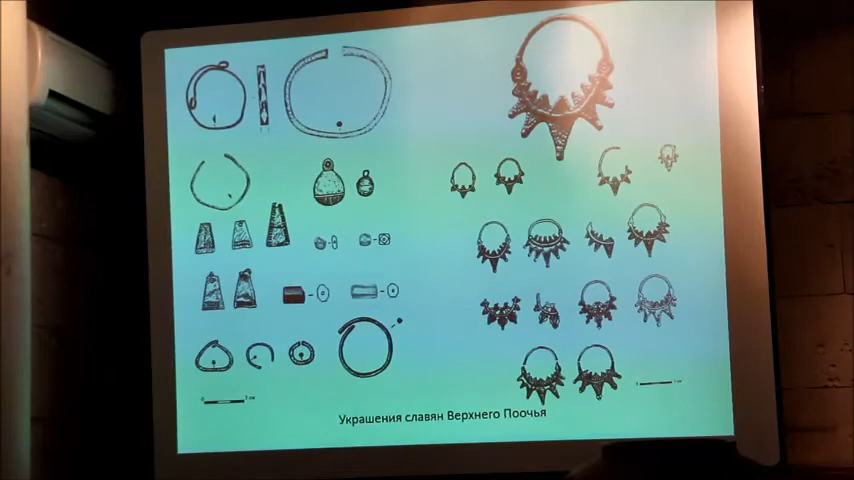 Украшения славян Верхнего Поочья